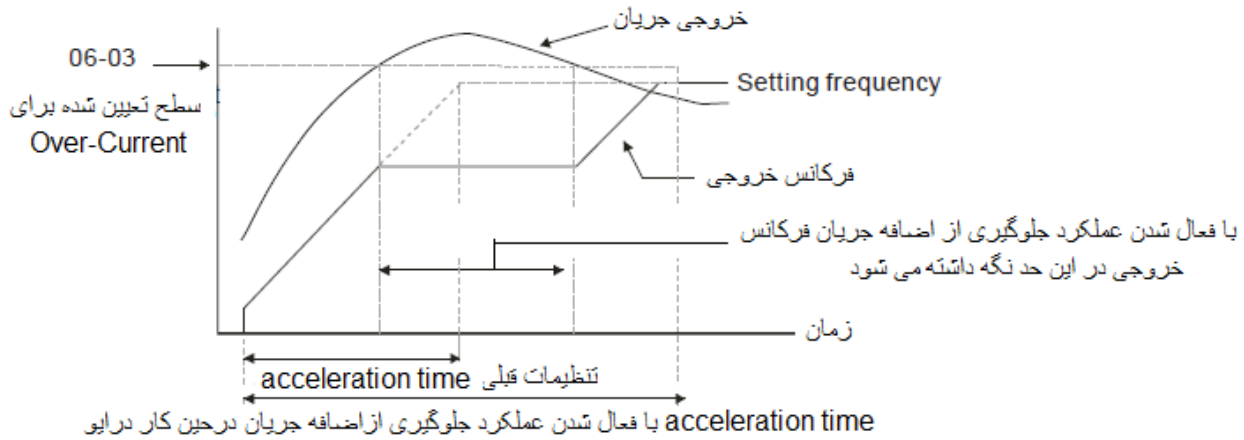 خروجی جریان
06-03
سطح تعیین شده برای
Over-Current
Setting frequency
فرکانس خروجی
با فعال شدن عملکرد جلوگیری از اضافه جریان فرکانس
خروجی در این حد نگه داشته می شود
زمان
تنظیمات قبلی acceleration time
acceleration time با فعال شدن عملکرد جلوگیری ازاضافه جریان درحین کار درایو